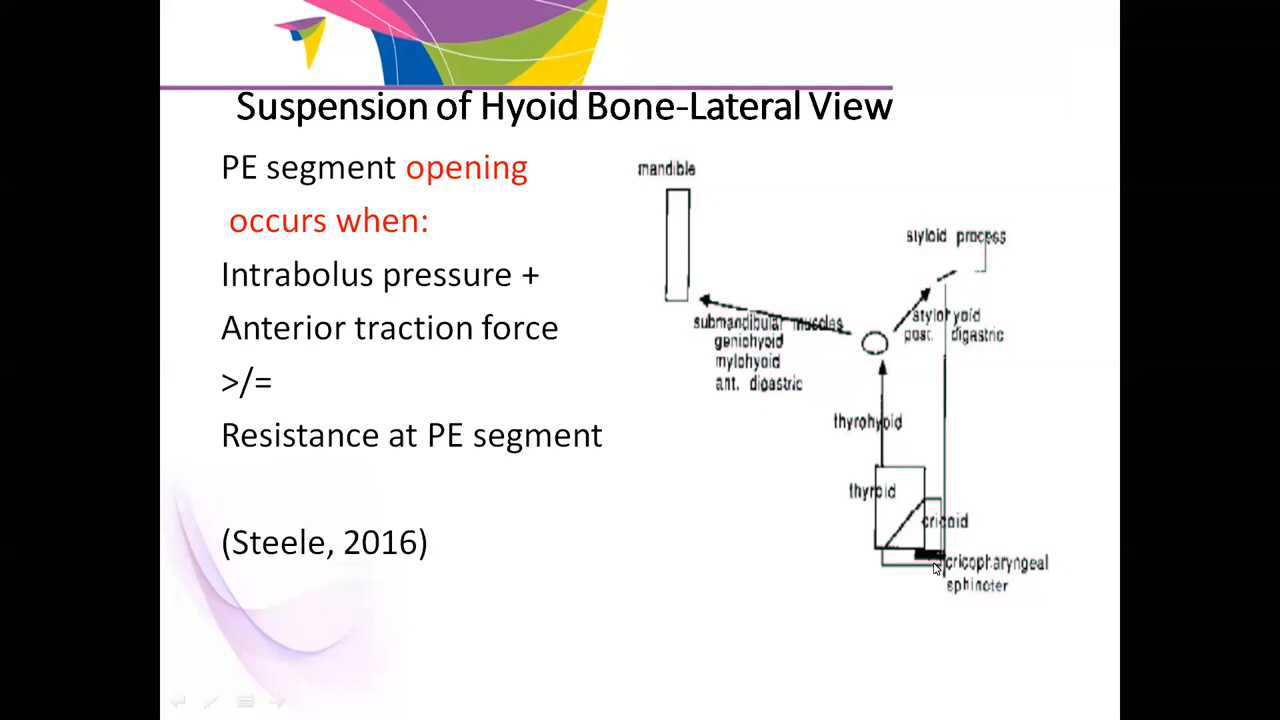 Suspension of Hyoid Bone-Lateral View
PE segment opening
occurs when:
Intrabolus pressure +
Anterior traction force
>/=
Resistance at PE segment
(Steele, 2016)
mandible
styloid process
submandibular muscles
geniohyoid
mylohyoid
ant. digastric
stylohyoid
post. digastric
thyrohyoid
thyroid
cricoid
cricopharyngeal
sphincter